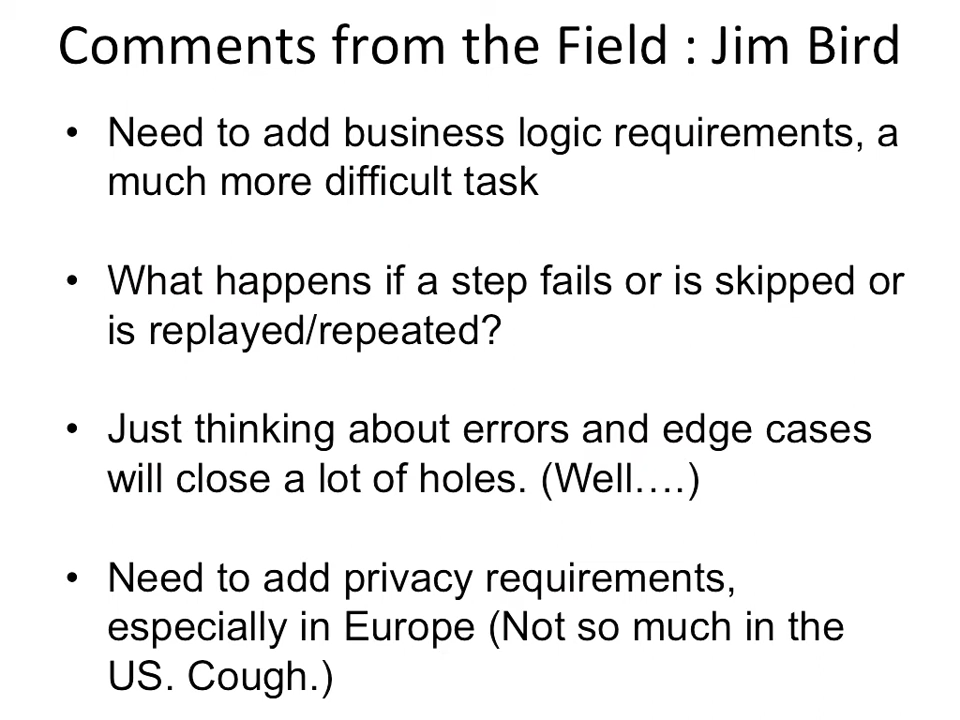 Comments from the Field : Jim Bird
• Need to add business logic requirements, a
much more difficult task
• What happens if a step fails or is skipped or
is replayed/repeated?
• Just thinking about errors and edge cases
will close a lot of holes. (Well….)
• Need to add privacy requirements,
especially in Europe (Not so much in the
US. Cough.)